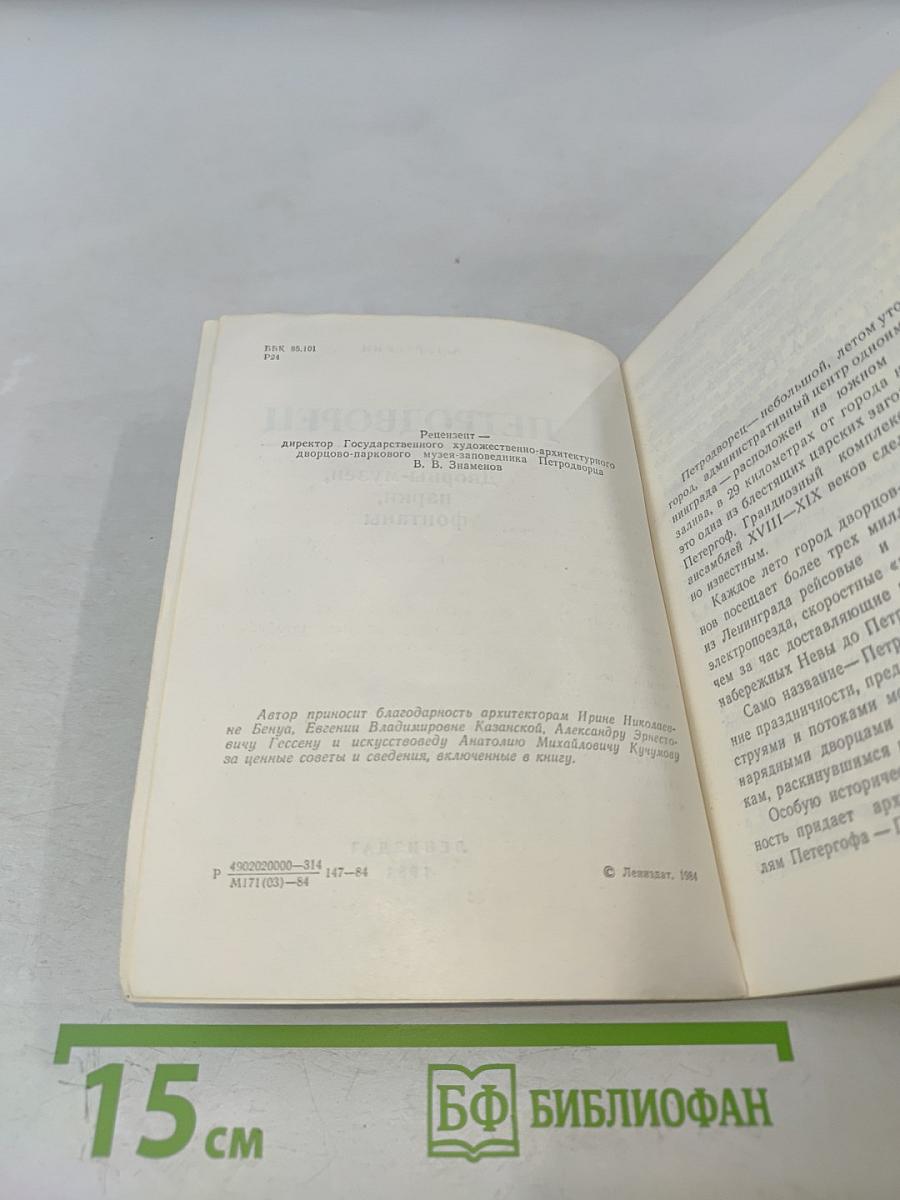 ББК 85.101
Р24
Рецензент —
директор Государственного художественно-архитектурного
дворцово-паркового музея-заповедника Петродворца
В. В. Знаменов
Автор приносит благодарность архитекторам Ирине Николаев-
не Бенуа, Евгении Владимировне Казанской, Александру Эрнесто-
вичу Гессену и искусствоведу Анатолию Михайловичу Кучумову
за ценные советы и сведения, включенные в книгу.
Р 4902020000—314 147—84
М171(03)—84
© Лениздат, 1984
Петродворец— небольшой, летом уто
город, административный центр одноим
нинграда — расположен на южном
залива, в 29 километрах от города и
это одна из блестящих царских заго
Петергоф. Грандиозный комплекс
ансамблей XVIII—XIX веков сде
но известным.
Каждое лето город дворцов
нов посещает более трех мил
из Ленинграда рейсовые и
электропоезда, скоростные
чем за час доставляющие
набережных Невы до Петр
Само название— Петр
ние праздничности, пред
струями и потоками
нарядными дворцами
кам, раскинувшимся
Особую историчес
ность придает арх
лям Петергофа —
15 см
БФ БИБЛИОФАН